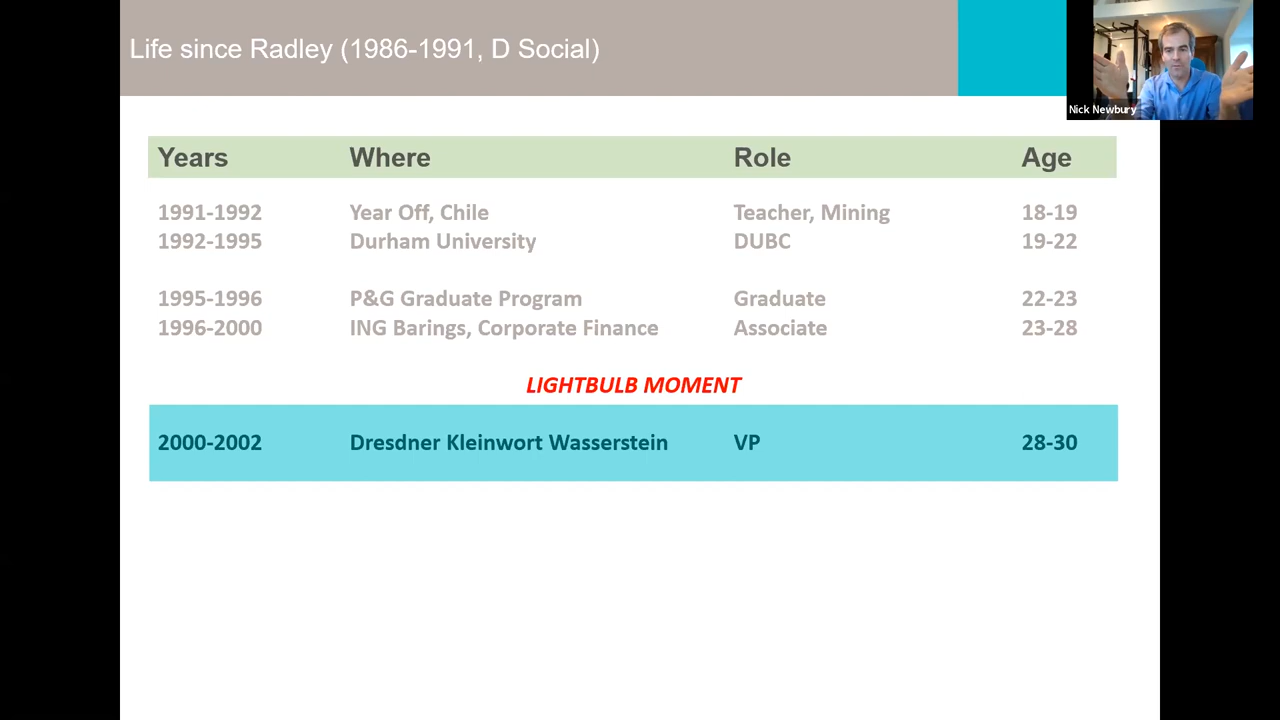 Life since Radley (1986-1991, D Social)
Nick Newbury
Years Where Role Age
1991-1992 Year Off, Chile Teacher, Mining 18-19
1992-1995 Durham University DUBC 19-22
1995-1996 P&G Graduate Program Graduate 22-23
1996-2000 ING Barings, Corporate Finance Associate 23-28
LIGHTBULB MOMENT
2000-2002 Dresdner Kleinwort Wasserstein VP 28-30